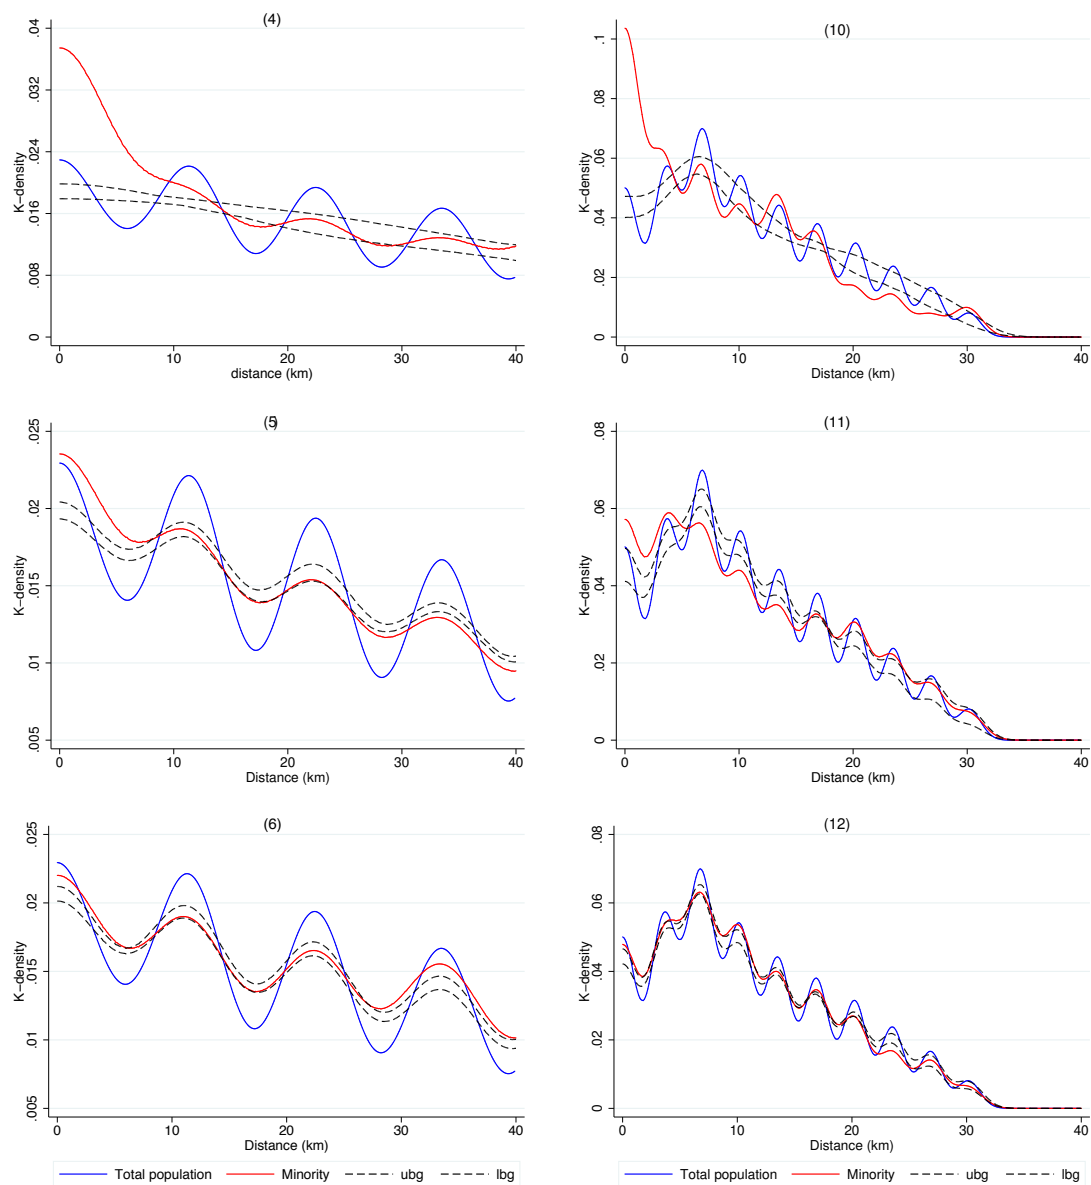 (4)
K−density
0 .008 .016 .024 .032 .04
0 10 20 30 40
distance (km)
(10)
K−density
0 .02 .04 .06 .08 .1
0 10 20 30 40
Distance (km)
(5)
K−density
.005 .01 .015 .02 .025
0 10 20 30 40
Distance (km)
(11)
K−density
0 .02 .04 .06 .08
0 10 20 30 40
Distance (km)
(6)
K−density
.005 .01 .015 .02 .025
0 10 20 30 40
Distance (km)
(12)
K−density
0 .02 .04 .06 .08
0 10 20 30 40
Distance (km)
Total population Minority ubg lbg
Total population Minority ubg lbg